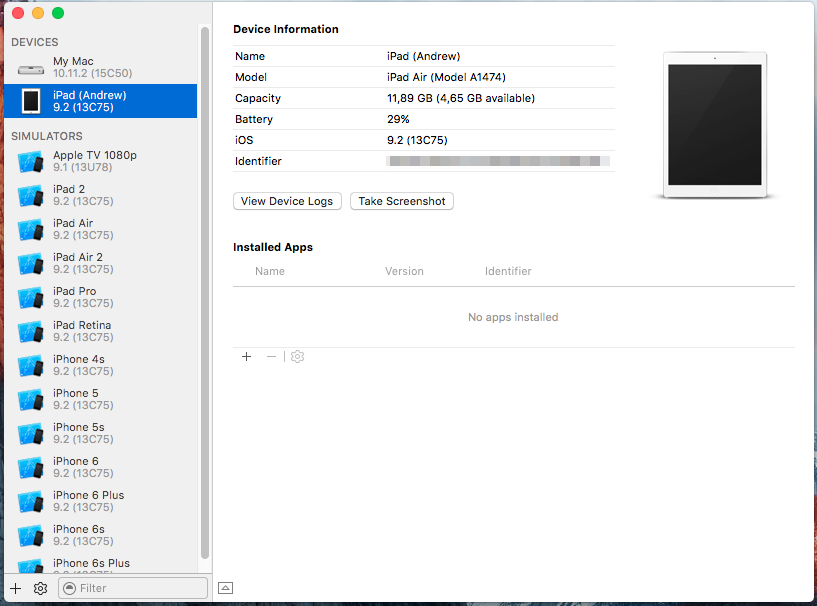 DEVICES
My Mac
10.11.2 (15C50)
iPad (Andrew)
9.2 (13C75)
SIMULATORS
Apple TV 1080p
9.1 (13U78)
iPad 2
9.2 (13C75)
iPad Air
9.2 (13C75)
iPad Air 2
9.2 (13C75)
iPad Pro
9.2 (13C75)
iPad Retina
9.2 (13C75)
iPhone 4s
9.2 (13C75)
iPhone 5
9.2 (13C75)
iPhone 5s
9.2 (13C75)
iPhone 6
9.2 (13C75)
iPhone 6 Plus
9.2 (13C75)
iPhone 6s
9.2 (13C75)
iPhone 6s Plus
Filter
Device Information
Name iPad (Andrew)
Model iPad Air (Model A1474)
Capacity 11,89 GB (4,65 GB available)
Battery 29%
iOS 9.2 (13C75)
Identifier
View Device Logs Take Screenshot
Installed Apps
Name Version Identifier
No apps installed